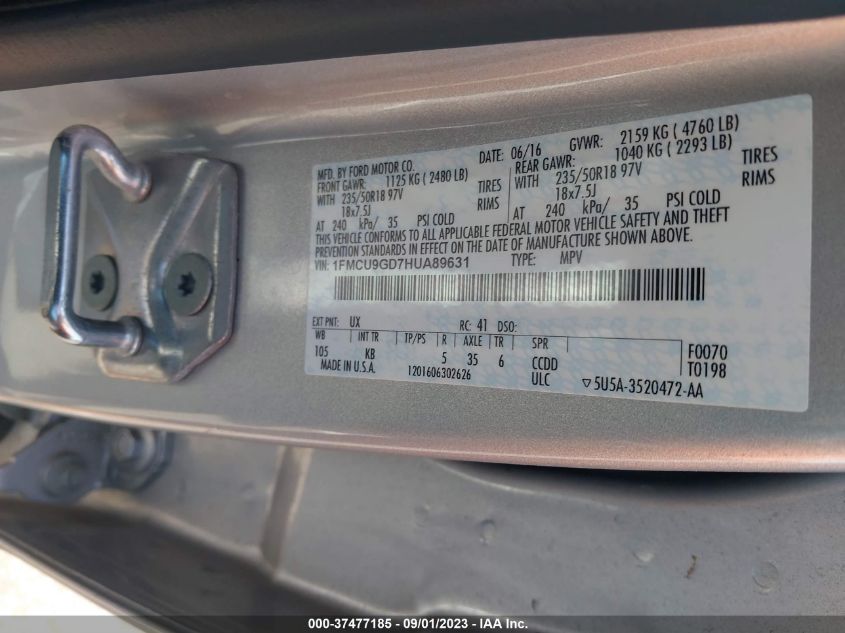 MFD. BY FORD MOTOR CO.
DATE: 06/16 GVWR: 2159 KG ( 4760 LB)
FRONT GAWR: 1125 KG ( 2480 LB) REAR GAWR: 1040 KG ( 2293 LB)
WITH 235/50R18 97V TIRES WITH 235/50R18 97V TIRES
18x7.5J RIMS 18x7.5J RIMS
AT 240 kPa/ 35 PSI COLD AT 240 kPa/ 35 PSI COLD
THIS VEHICLE CONFORMS TO ALL APPLICABLE FEDERAL MOTOR VEHICLE SAFETY AND THEFT
PREVENTION STANDARDS IN EFFECT ON THE DATE OF MANUFACTURE SHOWN ABOVE.
VIN: 1FMCU9GD7HUA89631 TYPE: MPV
EXT PNT: UX RC: 41 DSO:
WB INT TR TP/PS R AXLE TR SPR
105 KB 5 35 6 CCDD F0070
MADE IN U.S.A. 1201606302626 ULC T0198
5U5A-3520472-AA
000-37477185 - 09/01/2023 - IAA Inc.